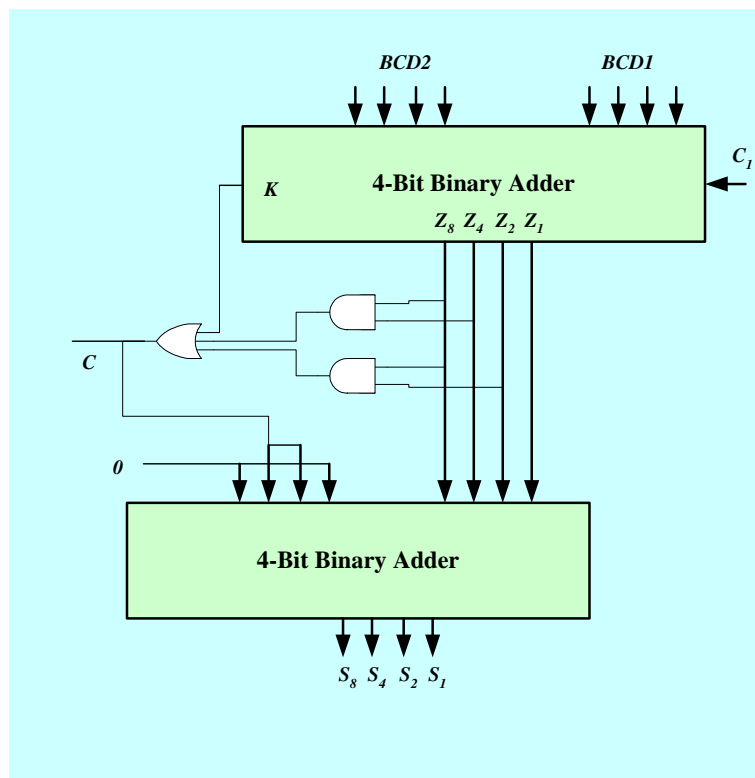 BCD2 BCD1
C1
4-Bit Binary Adder
K
Z8 Z4 Z2 Z1
C
0
4-Bit Binary Adder
S8 S4 S2 S1